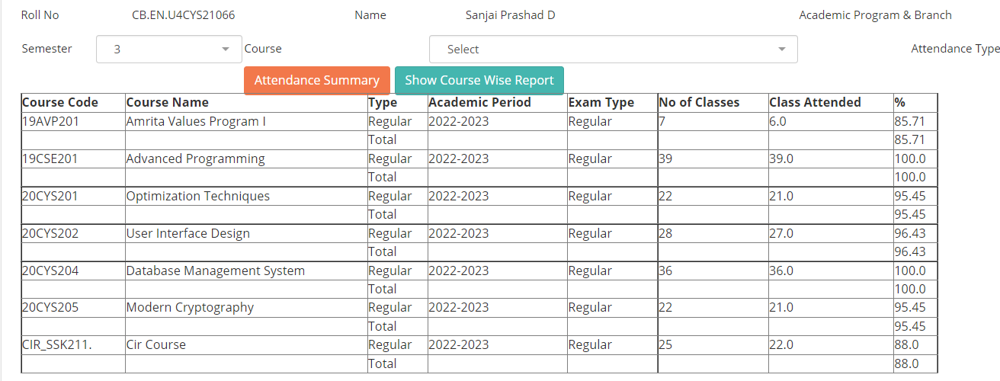 Roll No CB.EN.U4CYS21066 Name Sanjai Prashad D Academic Program & Branch
Semester 3 Course Select Attendance Type
Attendance Summary Show Course Wise Report
Course Code Course Name Type Academic Period Exam Type No of Classes Class Attended %
19AVP201 Amrita Values Program I Regular 2022-2023 Regular 7 6.0 85.71
Total 85.71
19CSE201 Advanced Programming Regular 2022-2023 Regular 39 39.0 100.0
Total 100.0
20CYS201 Optimization Techniques Regular 2022-2023 Regular 22 21.0 95.45
Total 95.45
20CYS202 User Interface Design Regular 2022-2023 Regular 28 27.0 96.43
Total 96.43
20CYS204 Database Management System Regular 2022-2023 Regular 36 36.0 100.0
Total 100.0
20CYS205 Modern Cryptography Regular 2022-2023 Regular 22 21.0 95.45
Total 95.45
CIR_SSK211. Cir Course Regular 2022-2023 Regular 25 22.0 88.0
Total 88.0